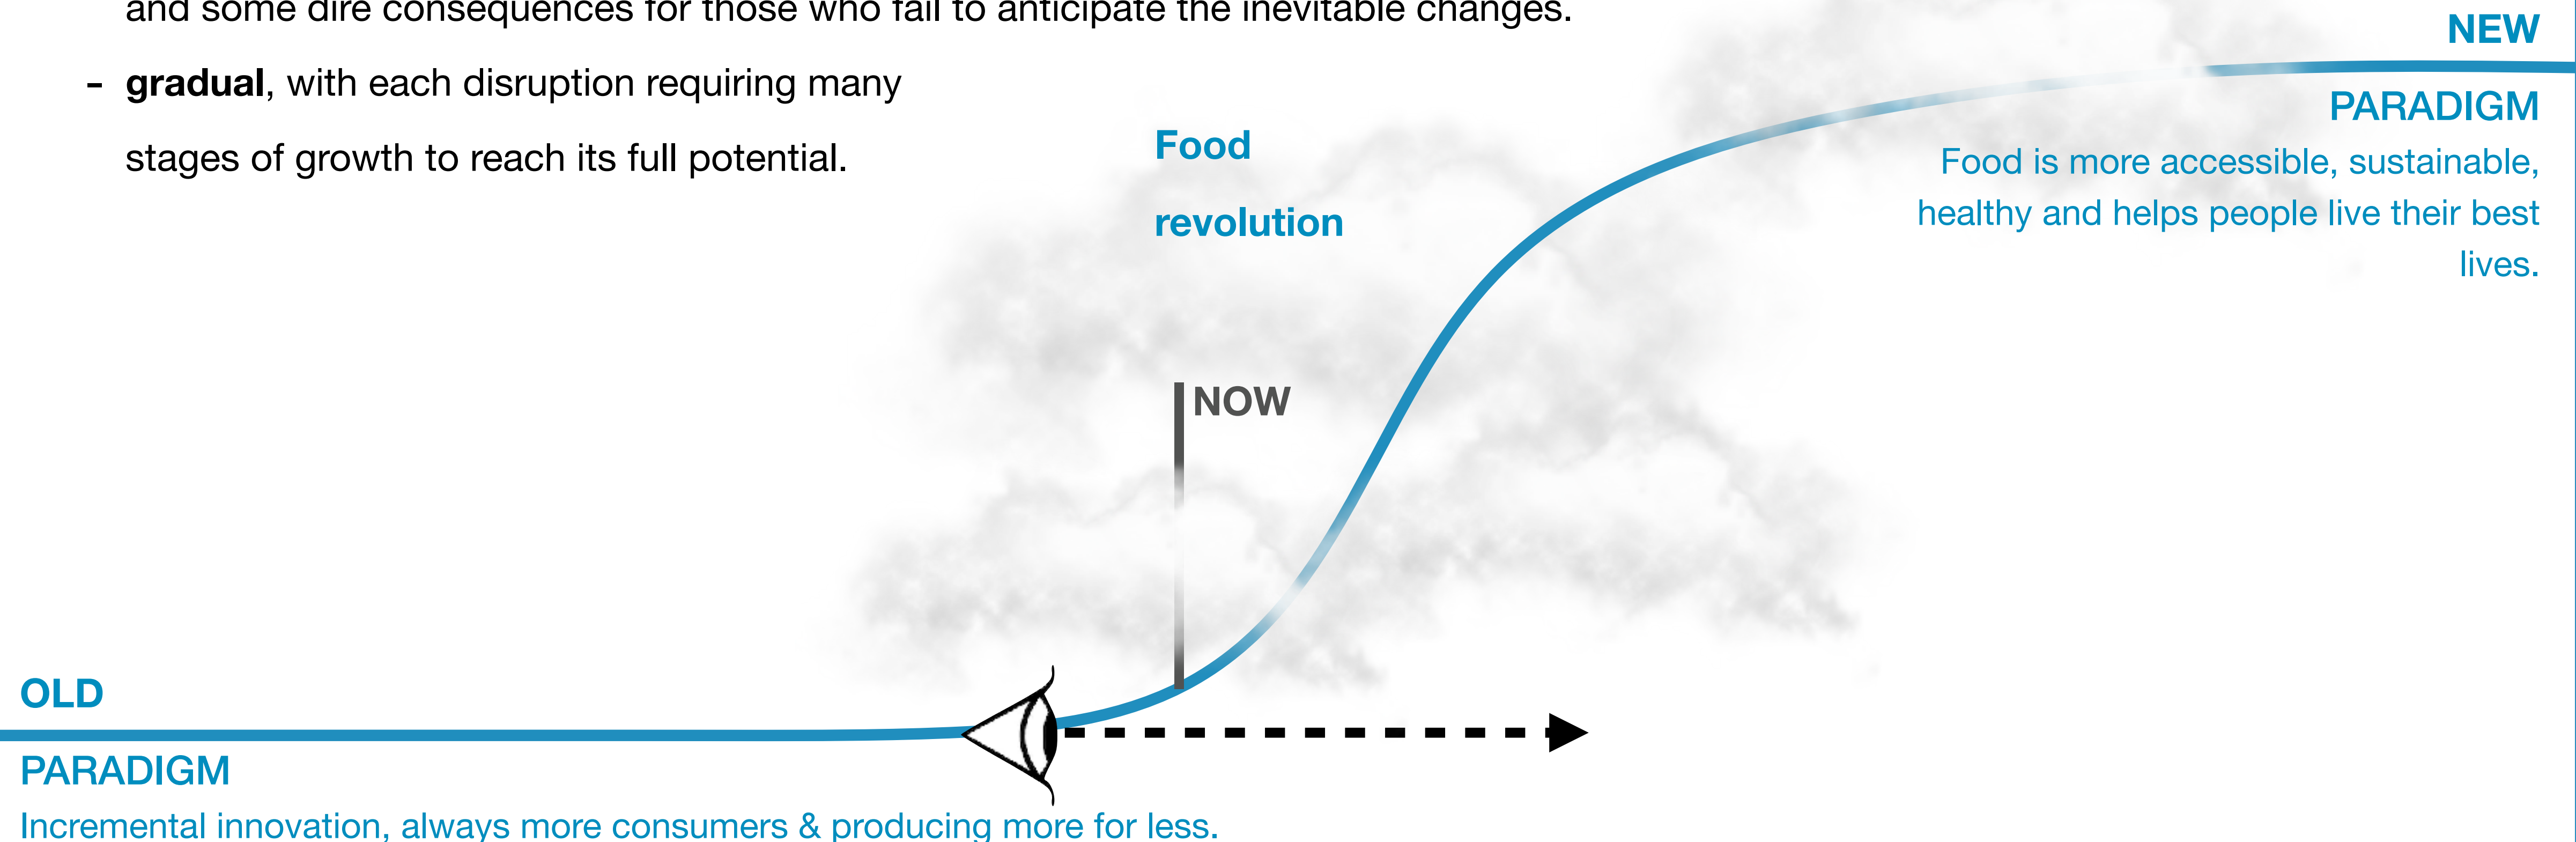 and some dire consequences for those who fail to anticipate the inevitable changes.
- gradual, with each disruption requiring many
stages of growth to reach its full potential.
Food
revolution
NOW
NEW
PARADIGM
Food is more accessible, sustainable,
healthy and helps people live their best
lives.
OLD
PARADIGM
Incremental innovation, always more consumers & producing more for less.